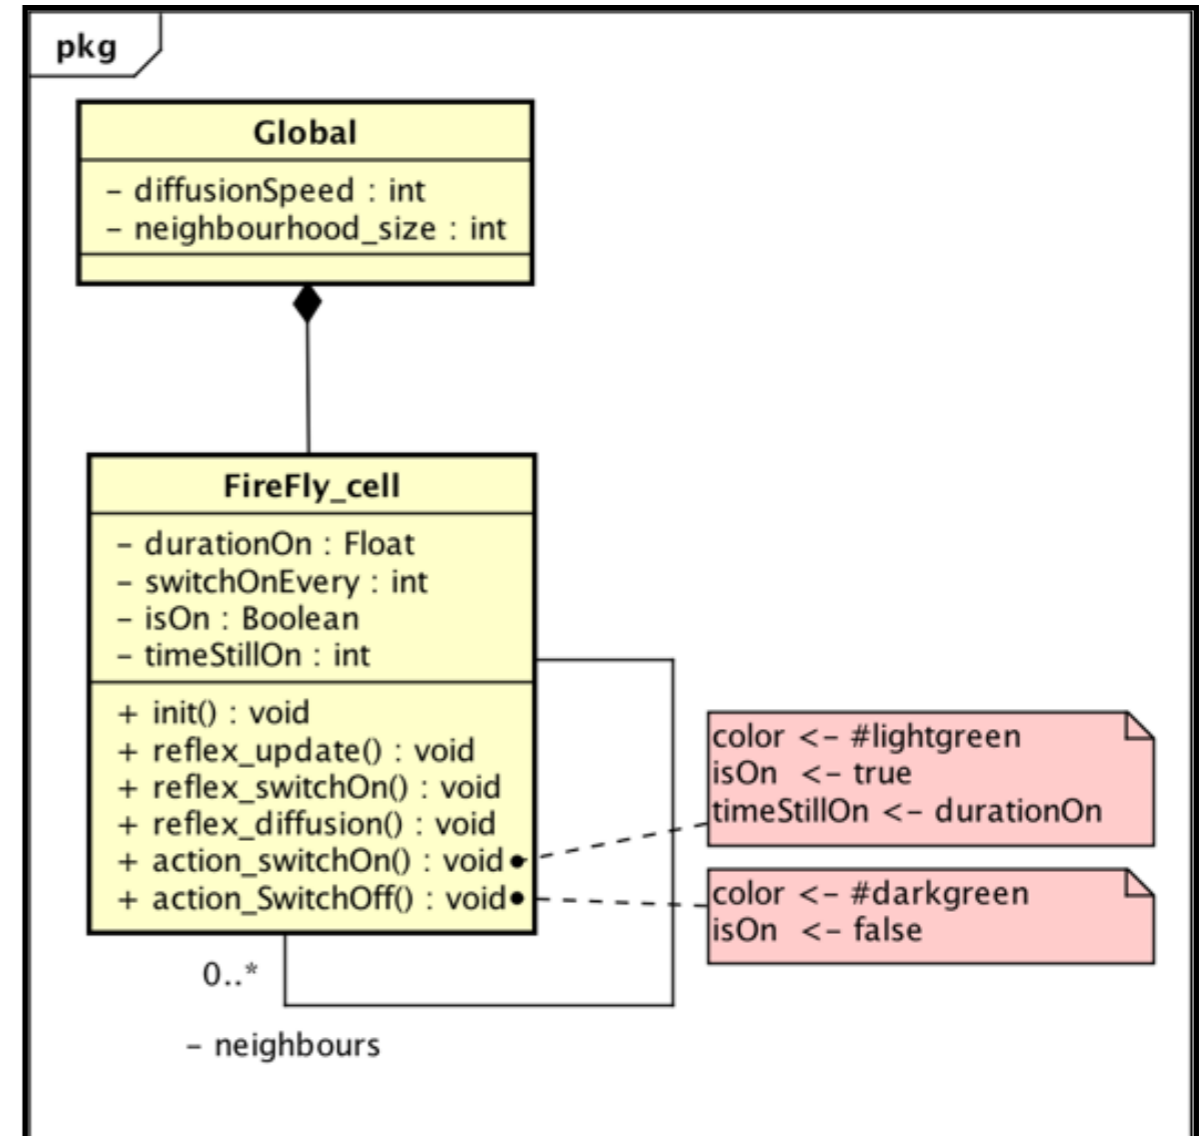 pkg
Global
- diffusionSpeed : int
- neighbourhood_size : int
FireFly_cell
- durationOn : Float
- switchOnEvery : int
- isOn : Boolean
- timeStillOn : int
+ init() : void
+ reflex_update() : void
+ reflex_switchOn() : void
+ reflex_diffusion() : void
+ action_switchOn() : void
+ action_SwitchOff() : void
color <- #lightgreen
isOn <- true
timeStillOn <- durationOn
color <- #darkgreen
isOn <- false
0..*
- neighbours